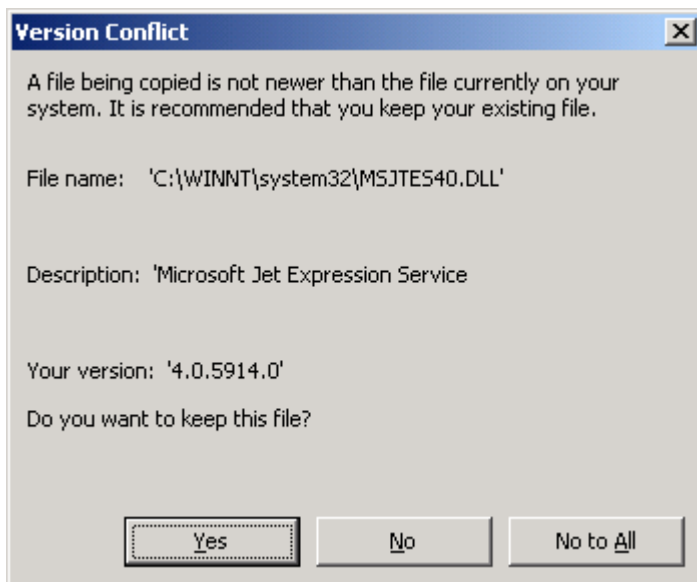 Version Conflict
A file being copied is not newer than the file currently on your
system. It is recommended that you keep your existing file.
File name: 'C:\WINNT\system32\MSJTES40.DLL'
Description: 'Microsoft Jet Expression Service
Your version: '4.0.5914.0'
Do you want to keep this file?
Yes No No to All